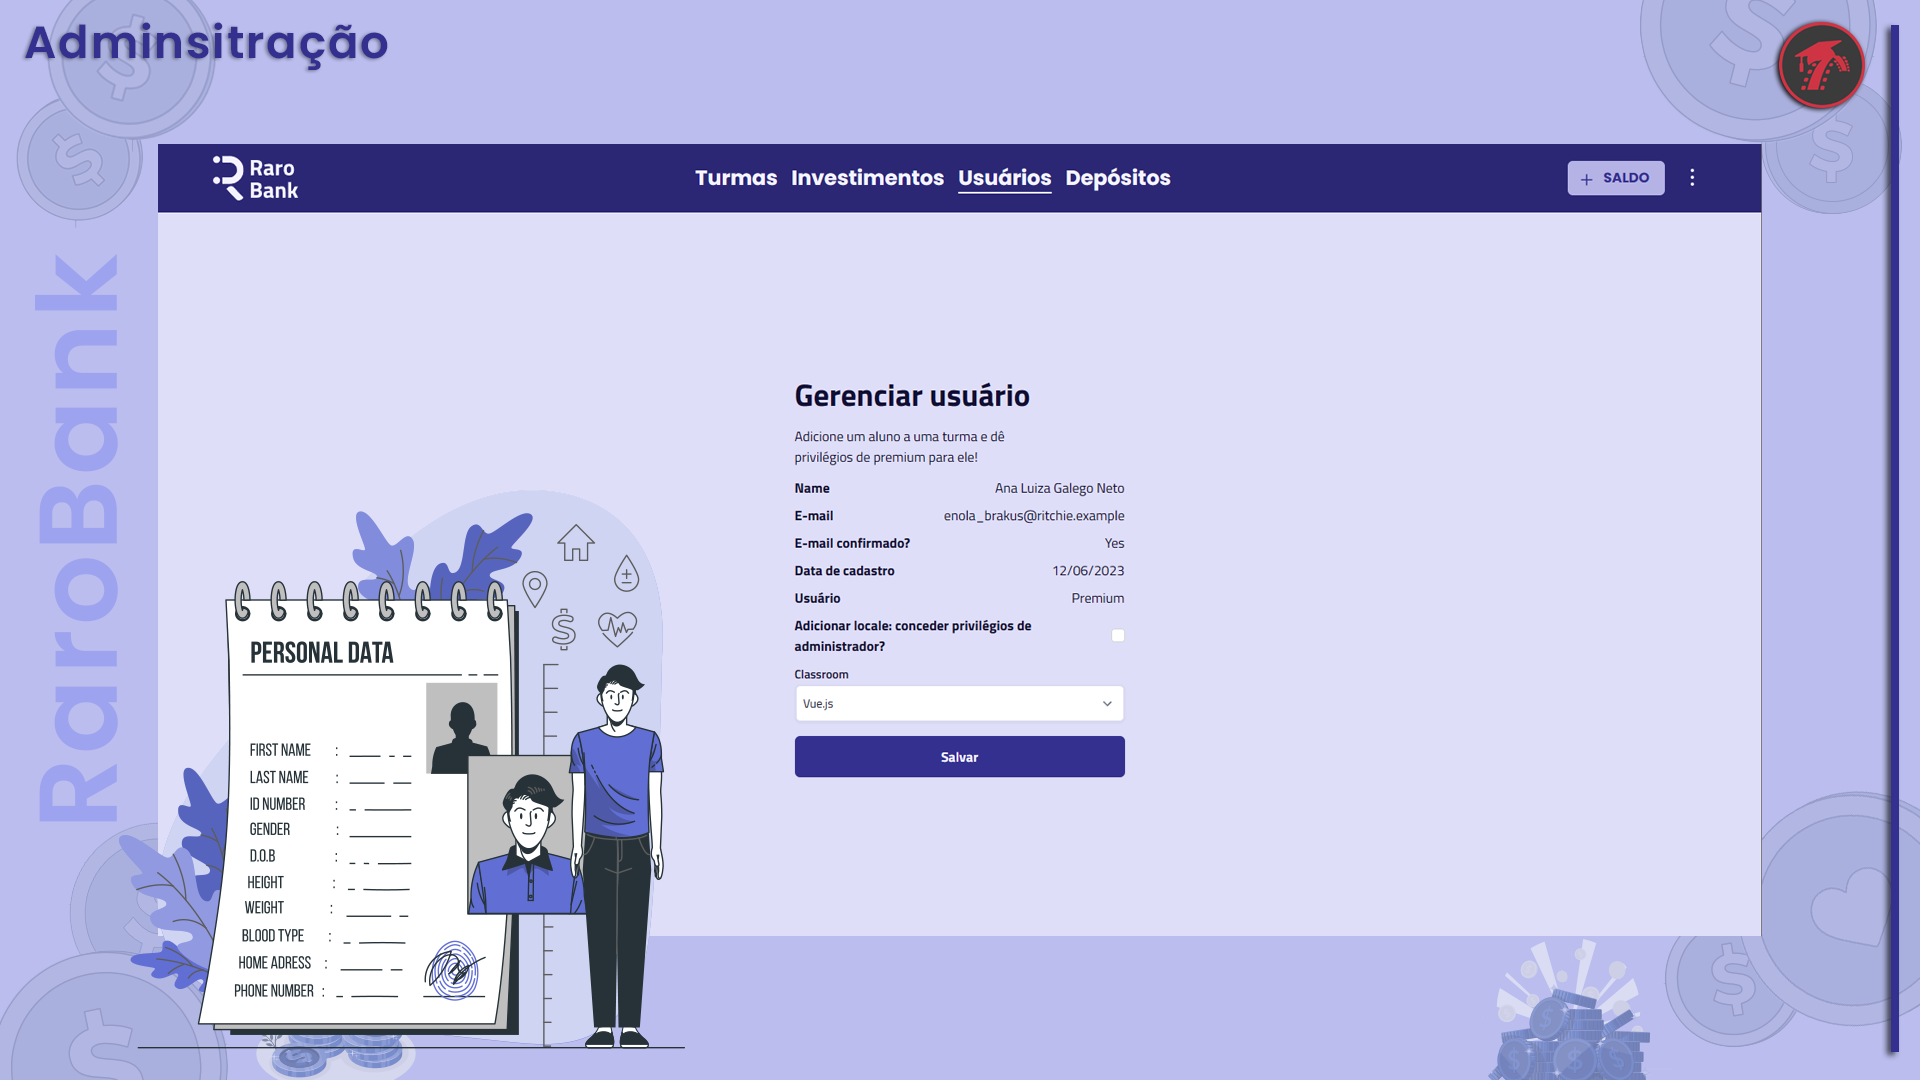 Adminsitração
RaroBank
Raro
Bank
Turmas Investimentos Usuários Depósitos
+ SALDO
Gerenciar usuário
Adicione um aluno a uma turma e dê
privilégios de premium para ele!
Name Ana Luiza Galego Neto
E-mail enola_brakus@ritchie.example
E-mail confirmado? Yes
Data de cadastro 12/06/2023
Usuário Premium
Adicionar locale: conceder privilégios de
administrador?
Classroom
Vue.js
Salvar
PERSONAL DATA
FIRST NAME :
LAST NAME :
ID NUMBER :
GENDER :
D.O.B :
HEIGHT :
WEIGHT :
BLOOD TYPE :
HOME ADRESS :
PHONE NUMBER :